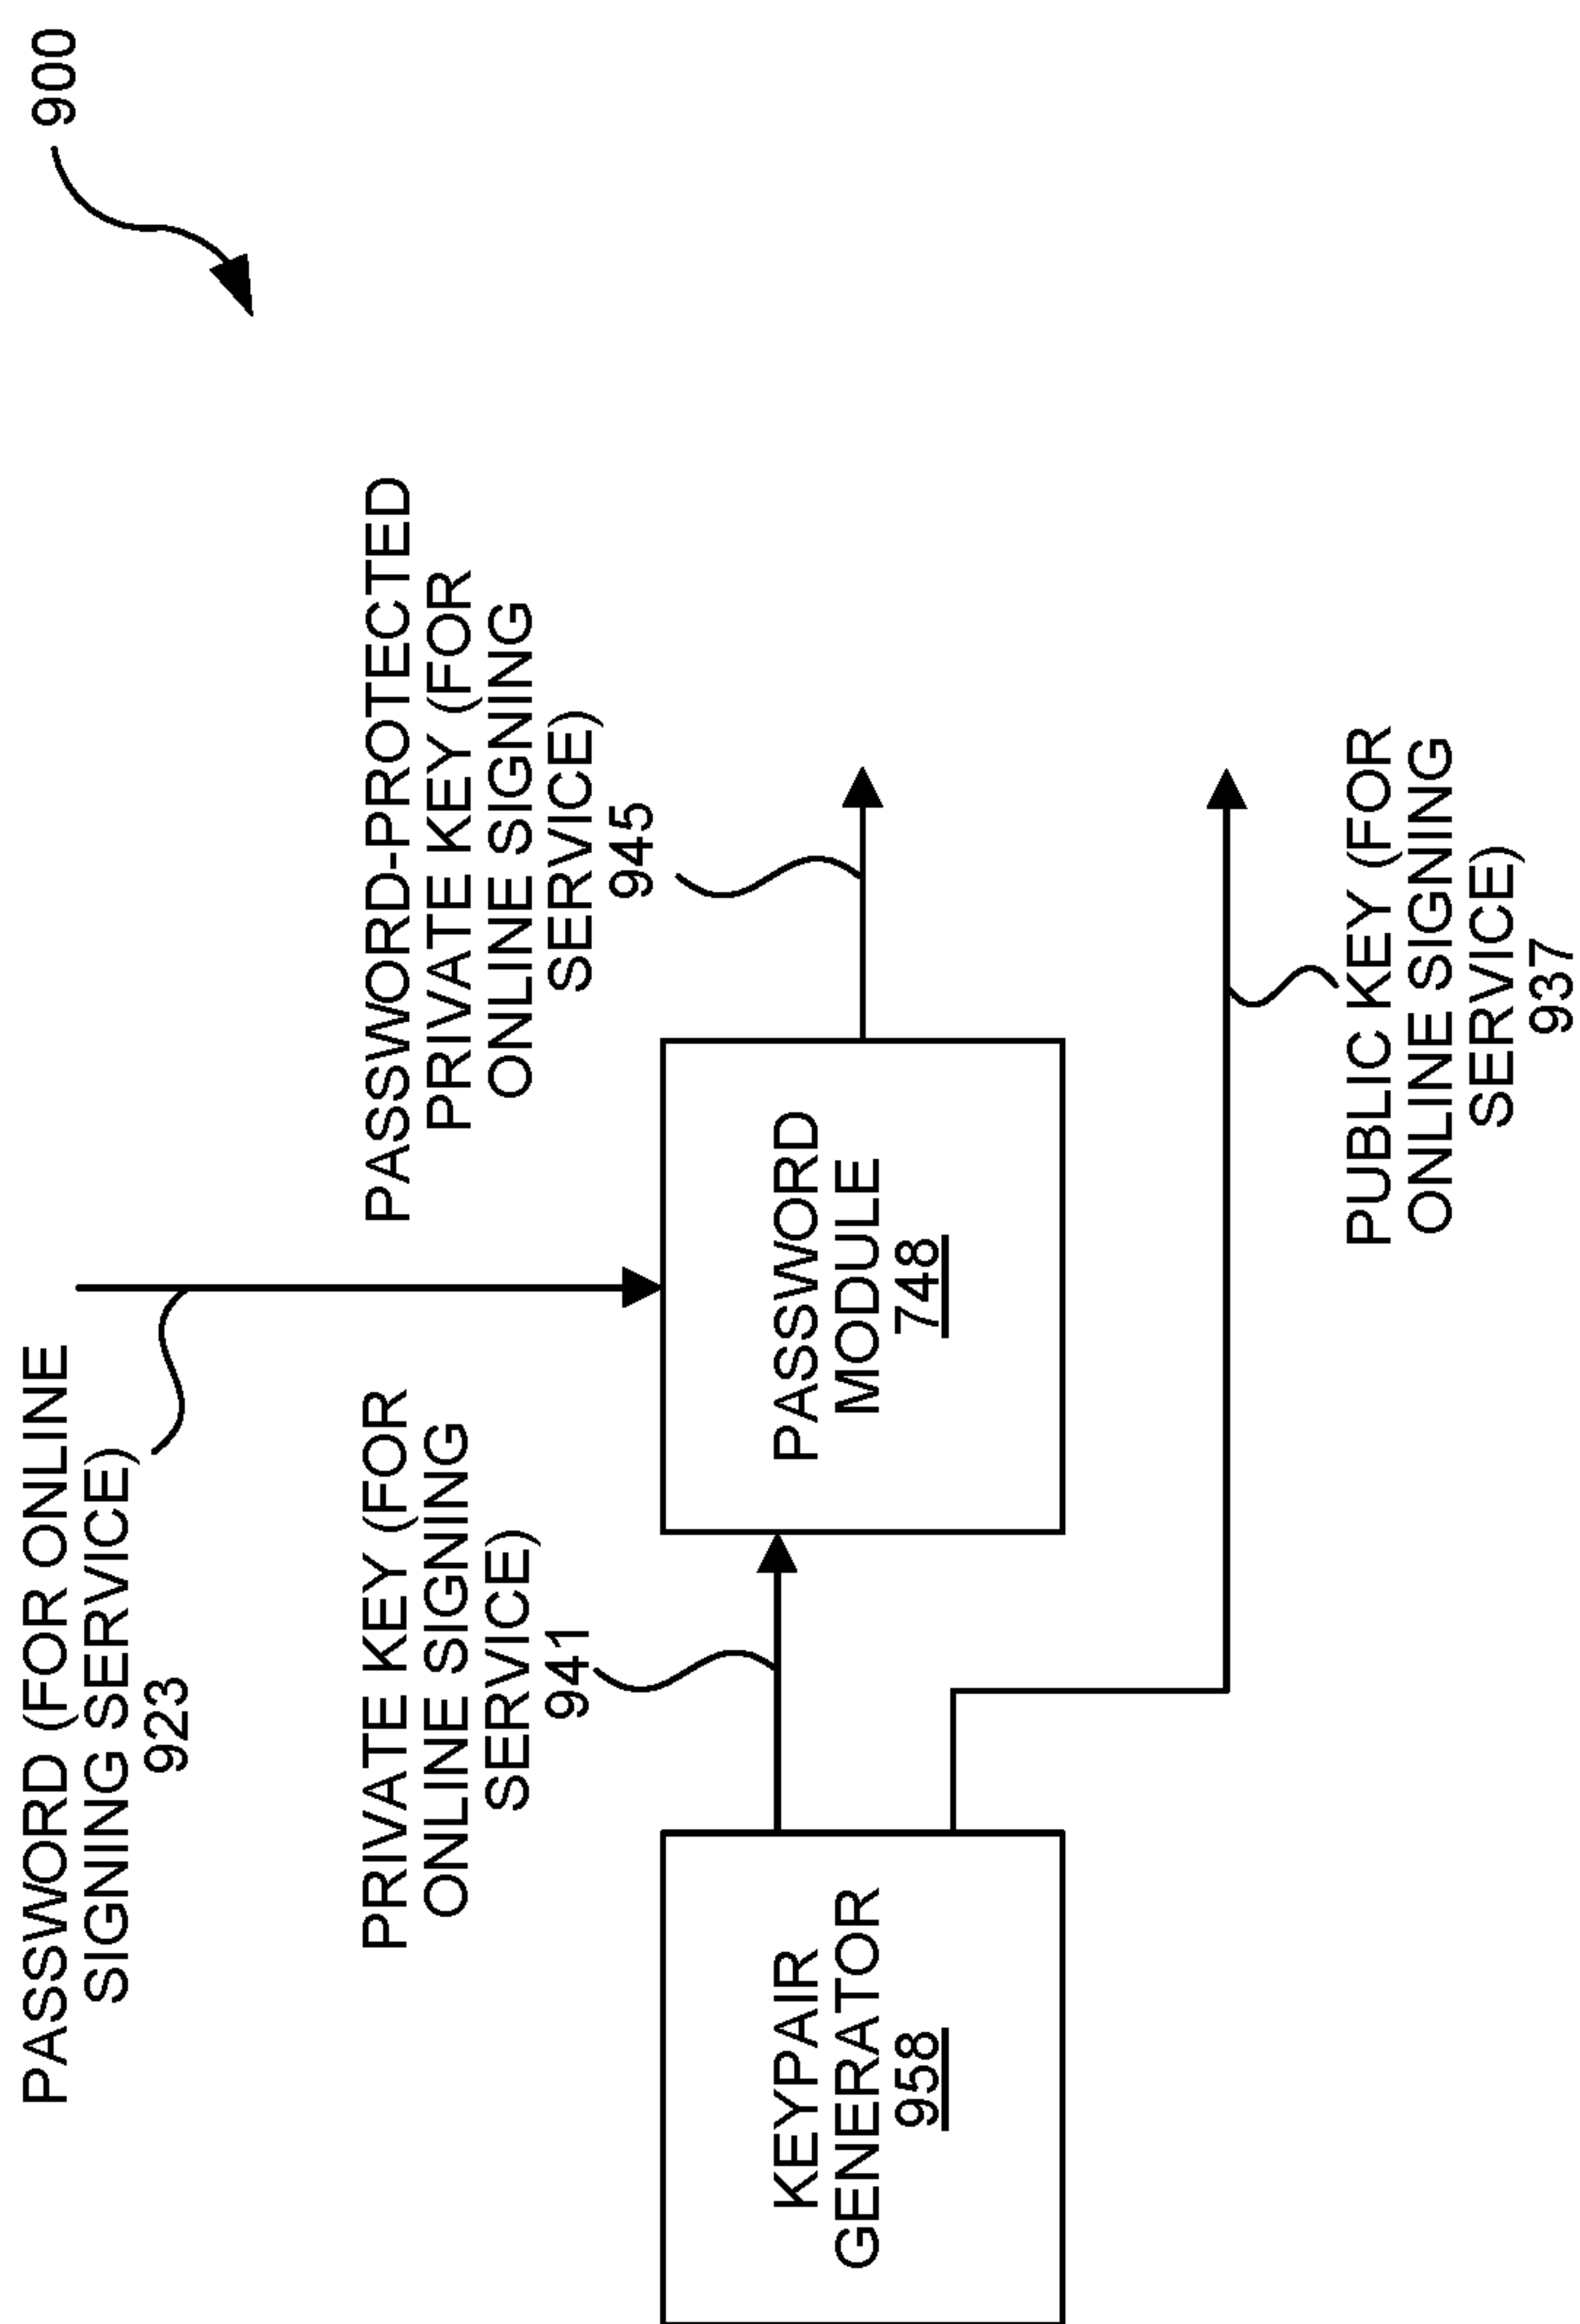 900
PASSWORD (FOR ONLINE
SIGNING SERVICE)
923
PRIVATE KEY (FOR
ONLINE SIGNING
SERVICE)
941
PASSWORD-PROTECTED
PRIVATE KEY (FOR
ONLINE SIGNING
SERVICE)
945
KEYPAIR
GENERATOR
958
PASSWORD
MODULE
748
PUBLIC KEY (FOR
ONLINE SIGNING
SERVICE)
937